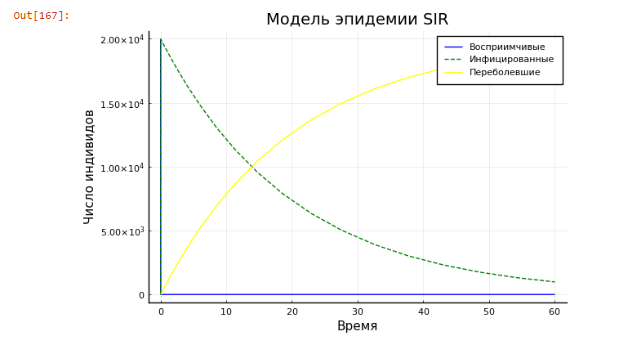 Out[167]:
Модель эпидемии SIR
Восприимчивые
Инфицированные
Переболевшие
2.00×10⁴
1.50×10⁴
1.00×10⁴
5.00×10³
0
Число индивидов
0 10 20 30 40 50 60
Время